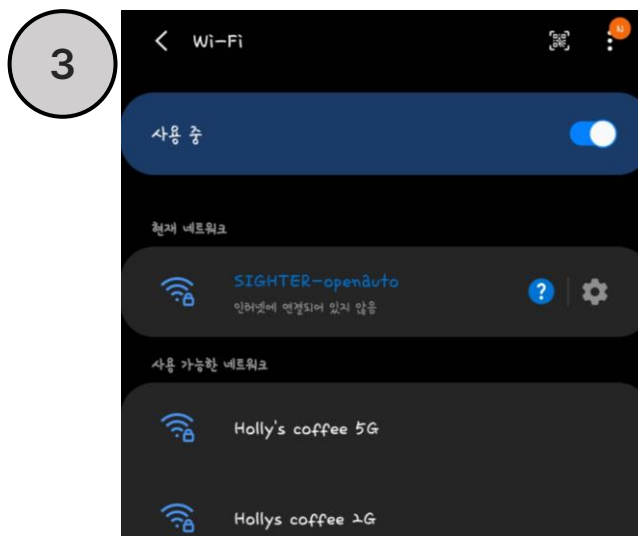 3
Wi-Fi
N
사용 중
현재 네트워크
SIGHTER-openauto
인터넷에 연결되어 있지 않음
?
사용 가능한 네트워크
Holly's coffee 5G
Hollys coffee 2G